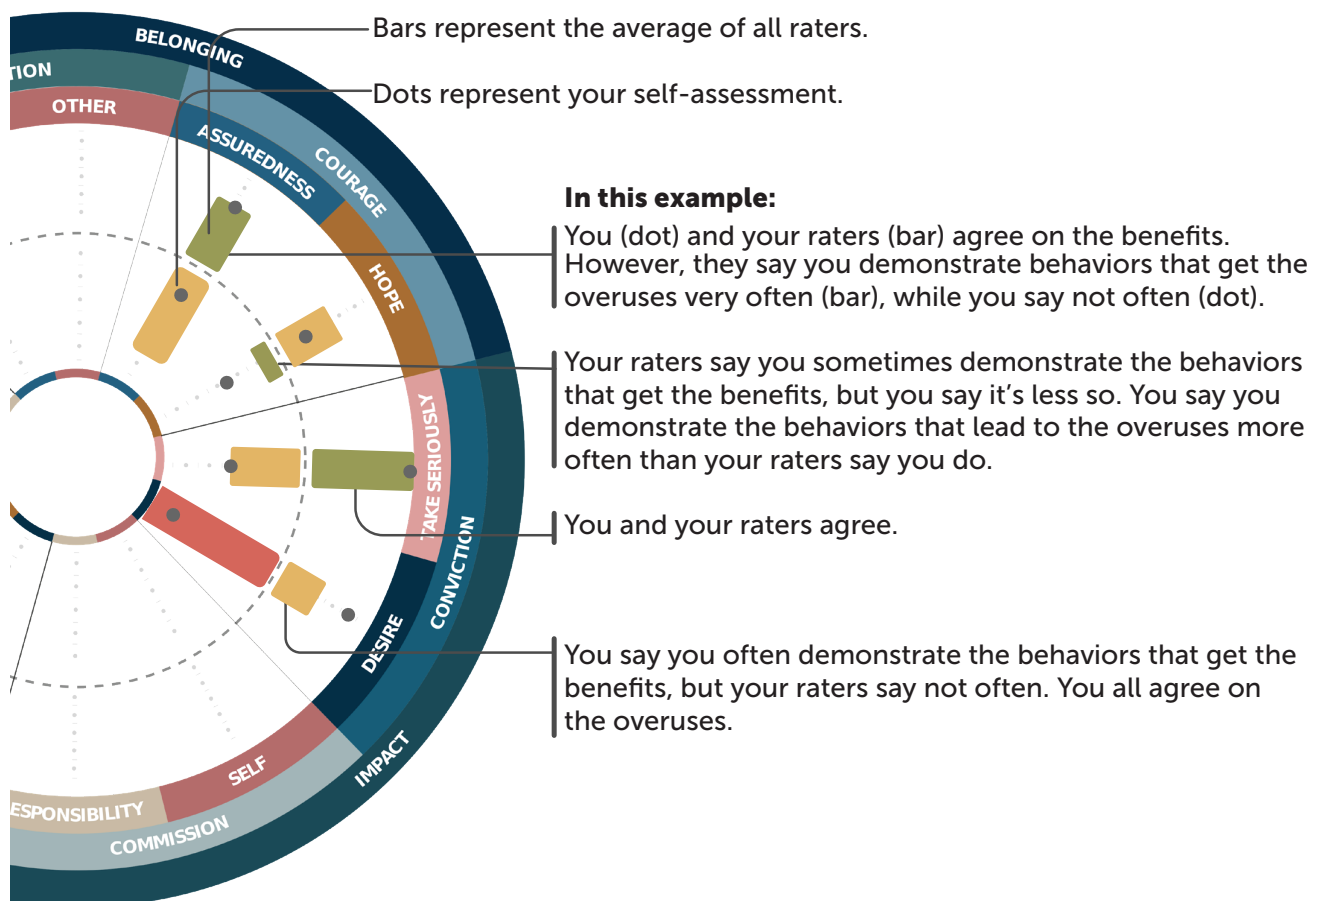 Bars represent the average of all raters.
Dots represent your self-assessment.
BELONGING
TION
OTHER
ASSUREDNESS
COURAGE
HOPE
In this example:
You (dot) and your raters (bar) agree on the benefits.
However, they say you demonstrate behaviors that get the
overuses very often (bar), while you say not often (dot).
Your raters say you sometimes demonstrate the behaviors
that get the benefits, but you say it’s less so. You say you
demonstrate the behaviors that lead to the overuses more
often than your raters say you do.
TAKE SERIOUSLY
CONVICTION
You and your raters agree.
DESIRE
IMPACT
You say you often demonstrate the behaviors that get the
benefits, but your raters say not often. You all agree on
the overuses.
SELF
ESPONSIBILITY
COMMISSION